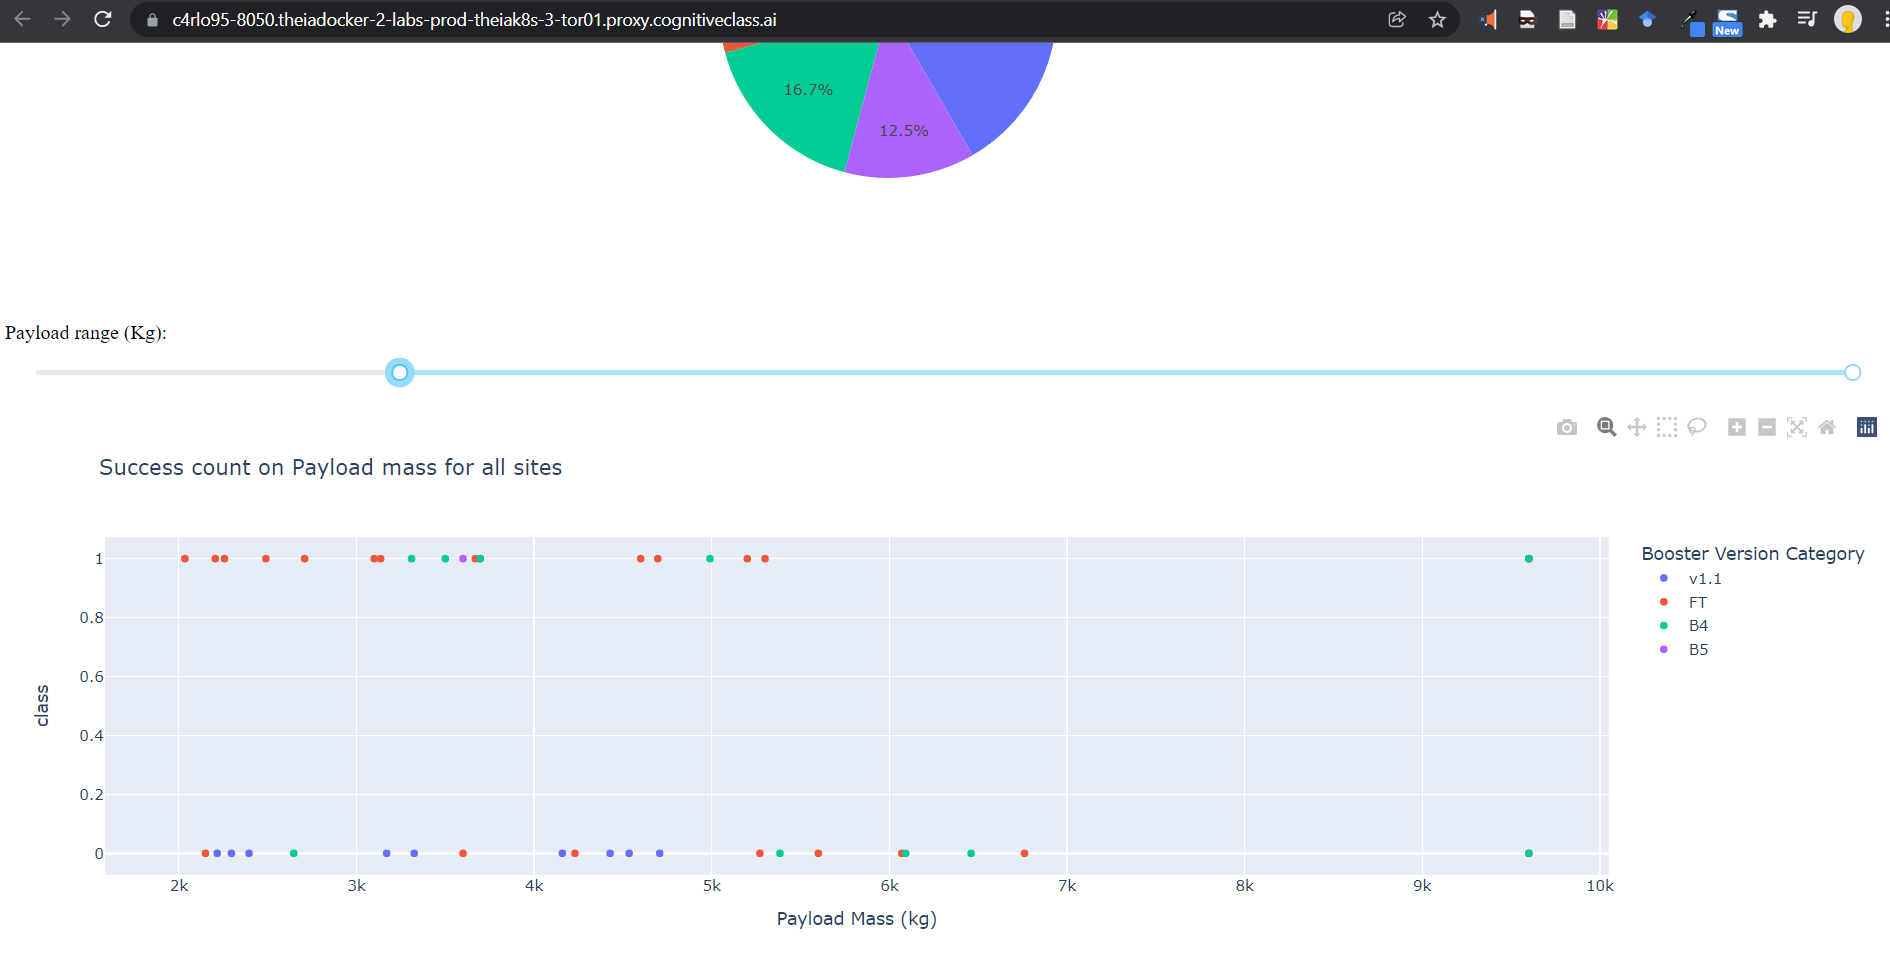 c4rlo95-8050.theiadocker-2-labs-prod-theiak8s-3-tor01.proxy.cognitiveclass.ai
New
16.7%
12.5%
Payload range (Kg):
Success count on Payload mass for all sites
Booster Version Category
v1.1
FT
B4
B5
class
1
0.8
0.6
0.4
0.2
0
2k 3k 4k 5k 6k 7k 8k 9k 10k
Payload Mass (kg)